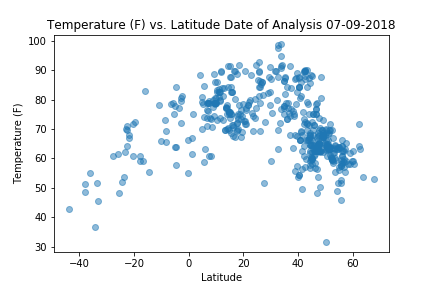 Temperature (F) vs. Latitude Date of Analysis 07-09-2018
100
90
80
70
60
50
40
30
Temperature (F)
−40 −20 0 20 40 60
Latitude